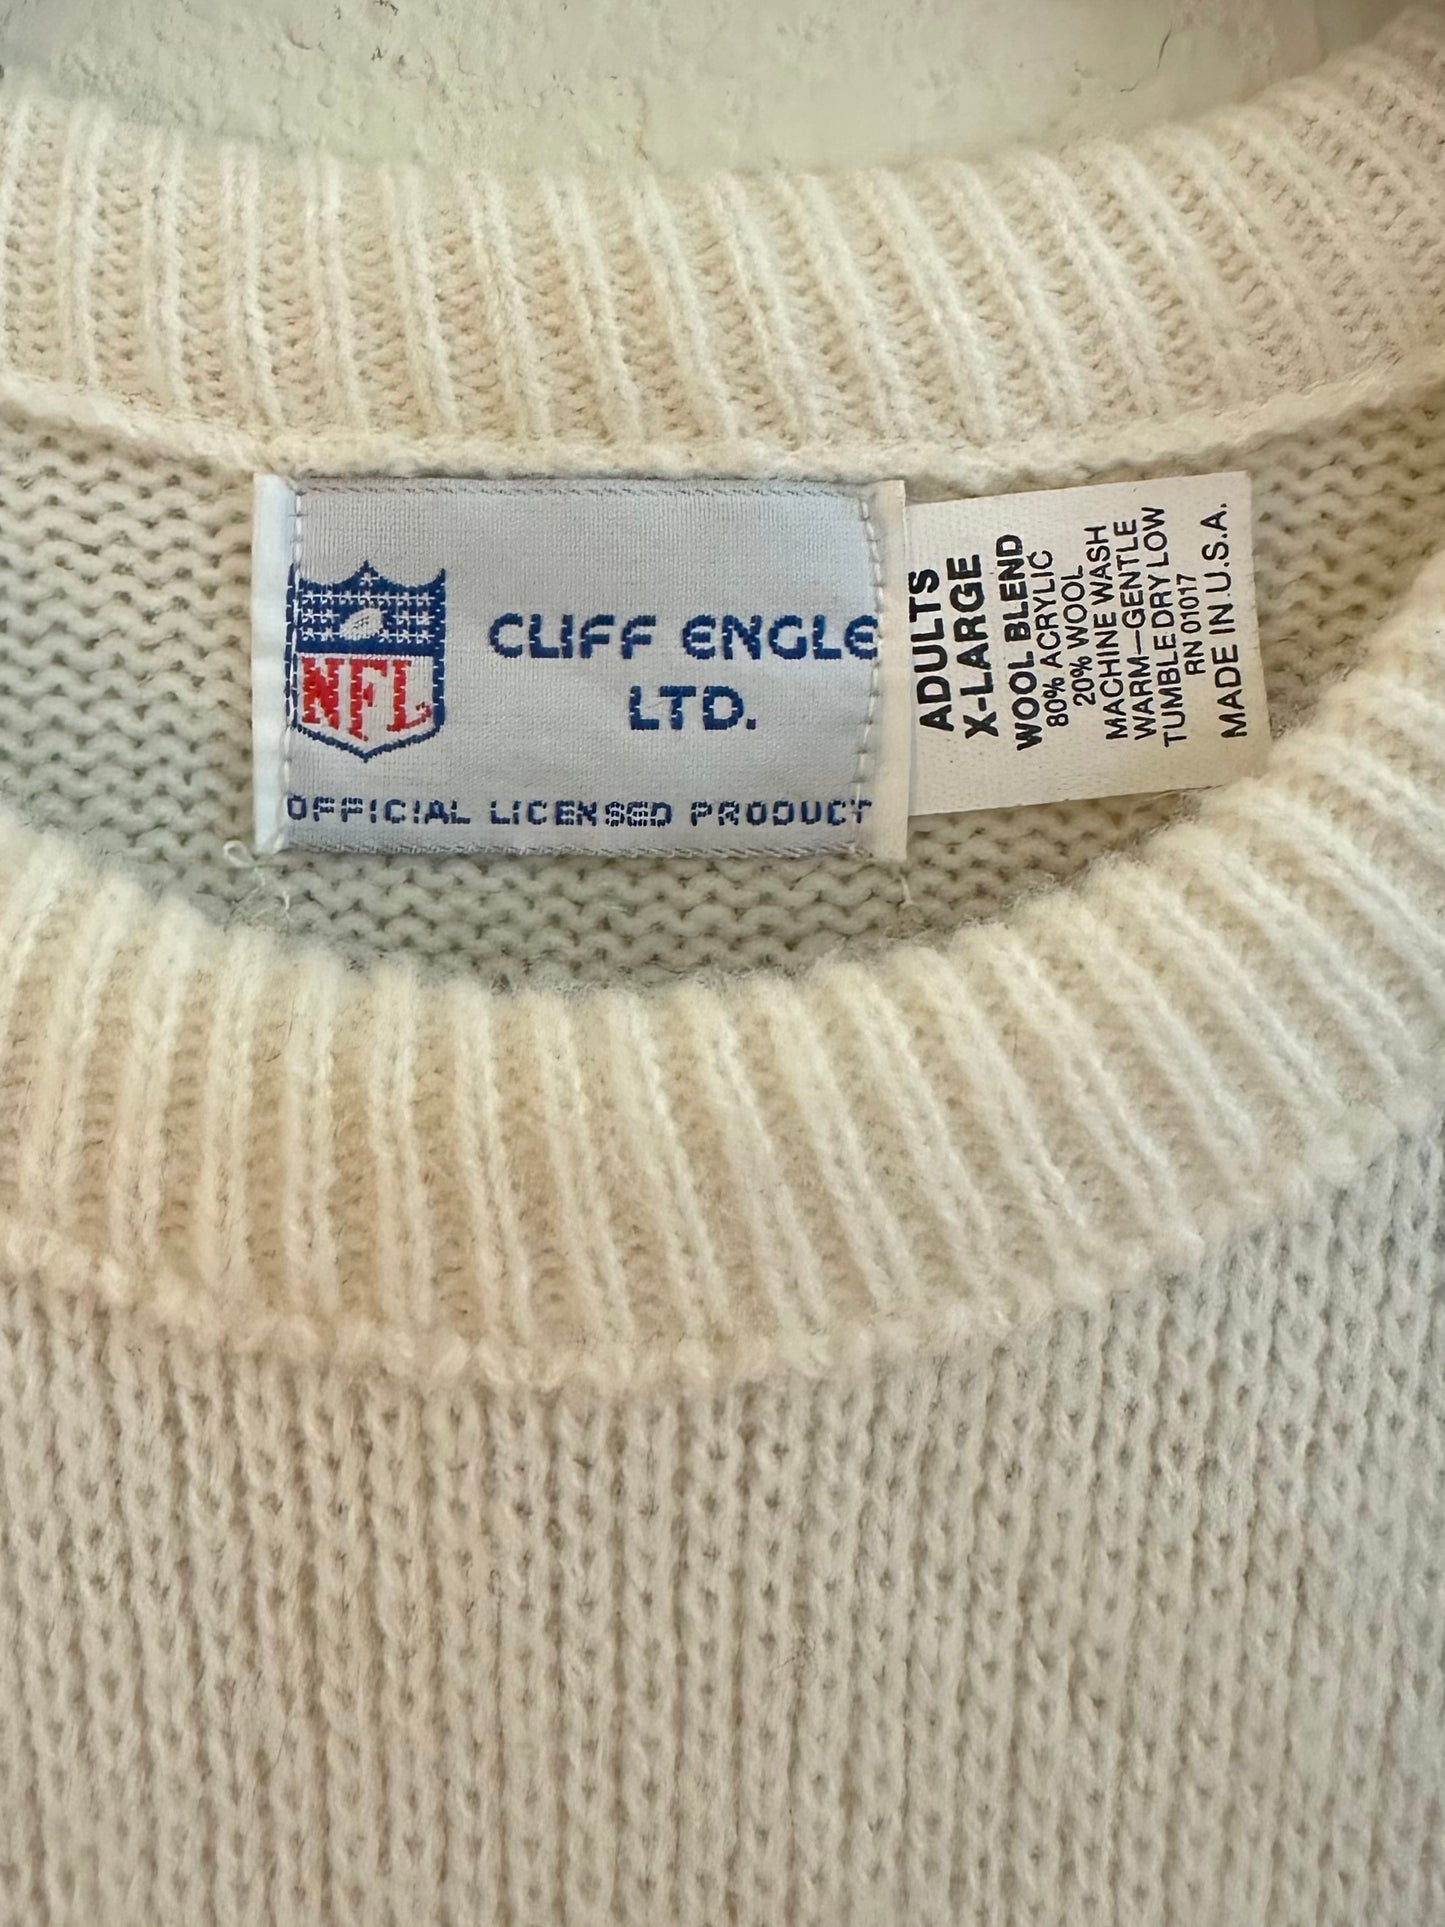 NFL
CLIFF ENGLE
LTD.
OFFICIAL LICENSED PRODUCT
ADULTS
X-LARGE
WOOL BLEND
80% ACRYLIC
20% WOOL
MACHINE WASH
WARM—GENTLE
TUMBLE DRY LOW
RN 01017
MADE IN U.S.A.